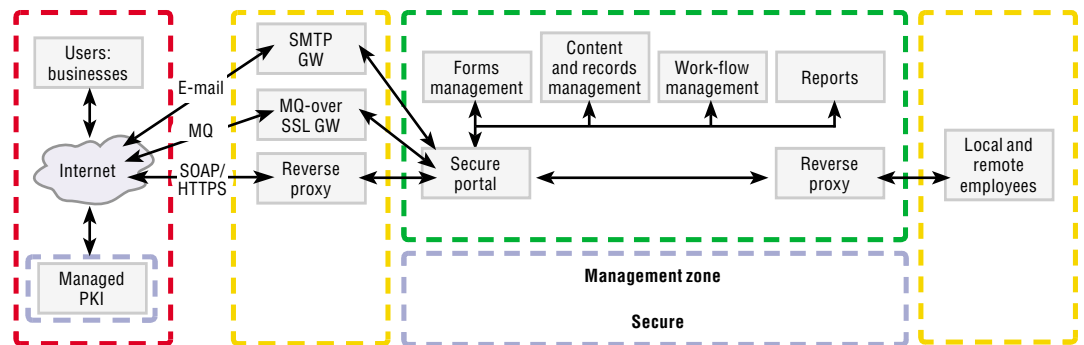 Users:
businesses
Internet
Managed
PKI
E-mail
MQ
SOAP/
HTTPS
SMTP
GW
MQ-over
SSL GW
Reverse
proxy
Forms
management
Content
and records
management
Work-flow
management
Reports
Secure
portal
Reverse
proxy
Management zone
Secure
Local and
remote
employees